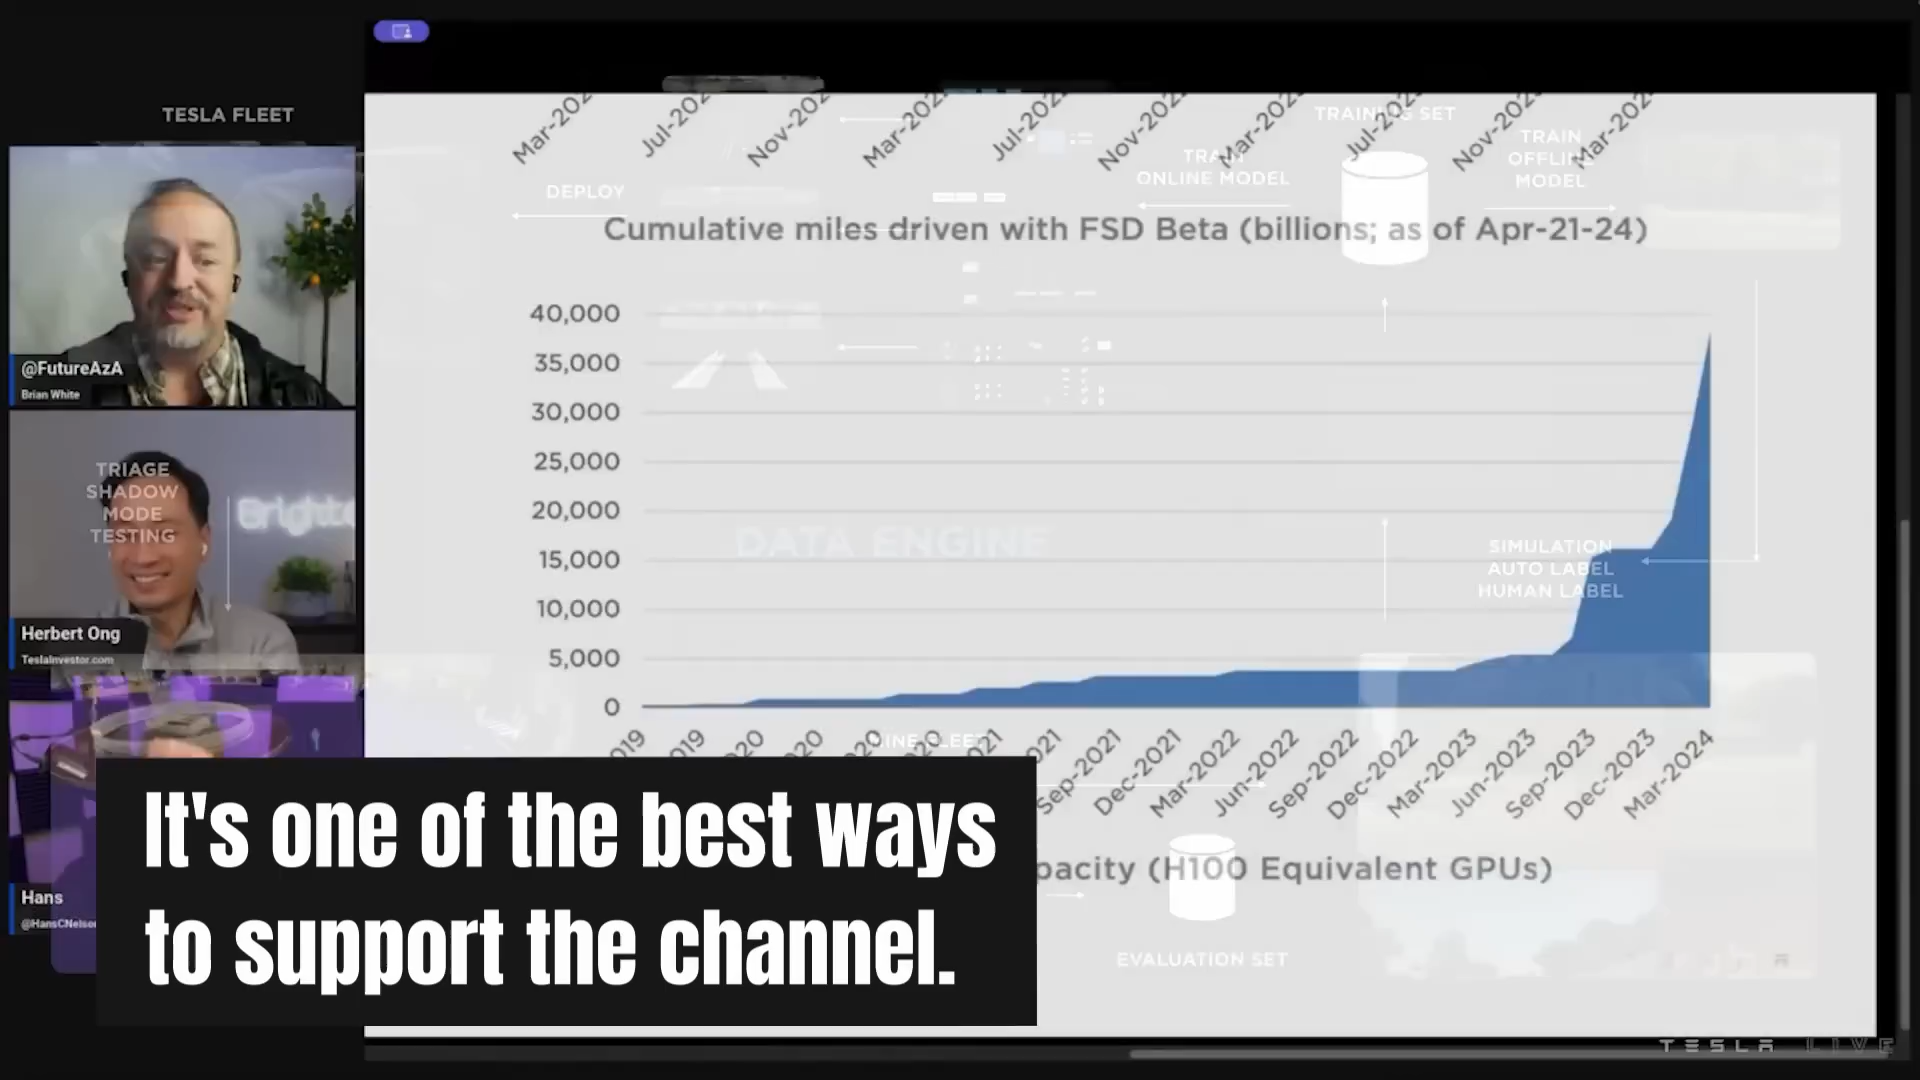 TESLA FLEET
@FutureAzA
Brian White
TRIAGE
SHADOW
MODE
TESTING
Brighte
Herbert Ong
TeslaInvestor.com
Hans
DEPLOY
TRAIN
ONLINE MODEL
TRAINING SET
TRAIN
OFFLINE
MODEL
Cumulative miles driven with FSD Beta (billions; as of Apr-21-24)
40,000
35,000
30,000
25,000
20,000
15,000
10,000
5,000
0
DATA ENGINE
SIMULATION
AUTO LABEL
HUMAN LABEL
Sep-2021
Dec-2021
Mar-2022
Jun-2022
Sep-2022
Dec-2022
Mar-2023
Jun-2023
Sep-2023
Dec-2023
Mar-2024
pacity (H100 Equivalent GPUs)
EVALUATION SET
It's one of the best ways
to support the channel.
TESLA LIVE